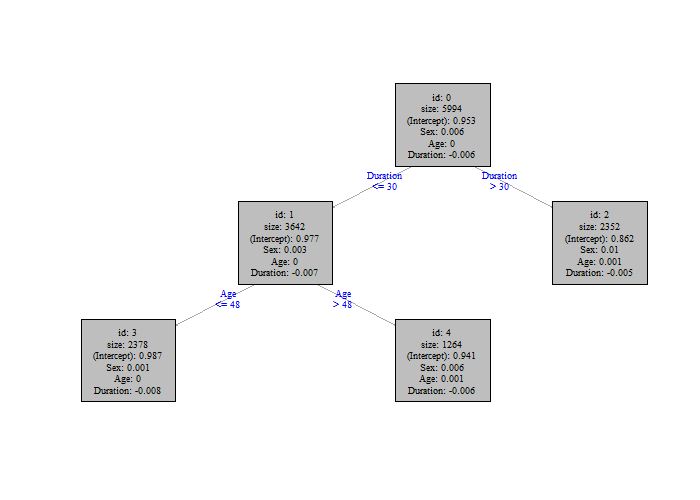 id: 0
size: 5994
(Intercept): 0.953
Sex: 0.006
Age: 0
Duration: -0.006
Duration
<= 30
Duration
> 30
id: 1
size: 3642
(Intercept): 0.977
Sex: 0.003
Age: 0
Duration: -0.007
id: 2
size: 2352
(Intercept): 0.862
Sex: 0.01
Age: 0.001
Duration: -0.005
Age
<= 48
Age
> 48
id: 3
size: 2378
(Intercept): 0.987
Sex: 0.001
Age: 0
Duration: -0.008
id: 4
size: 1264
(Intercept): 0.941
Sex: 0.006
Age: 0.001
Duration: -0.006